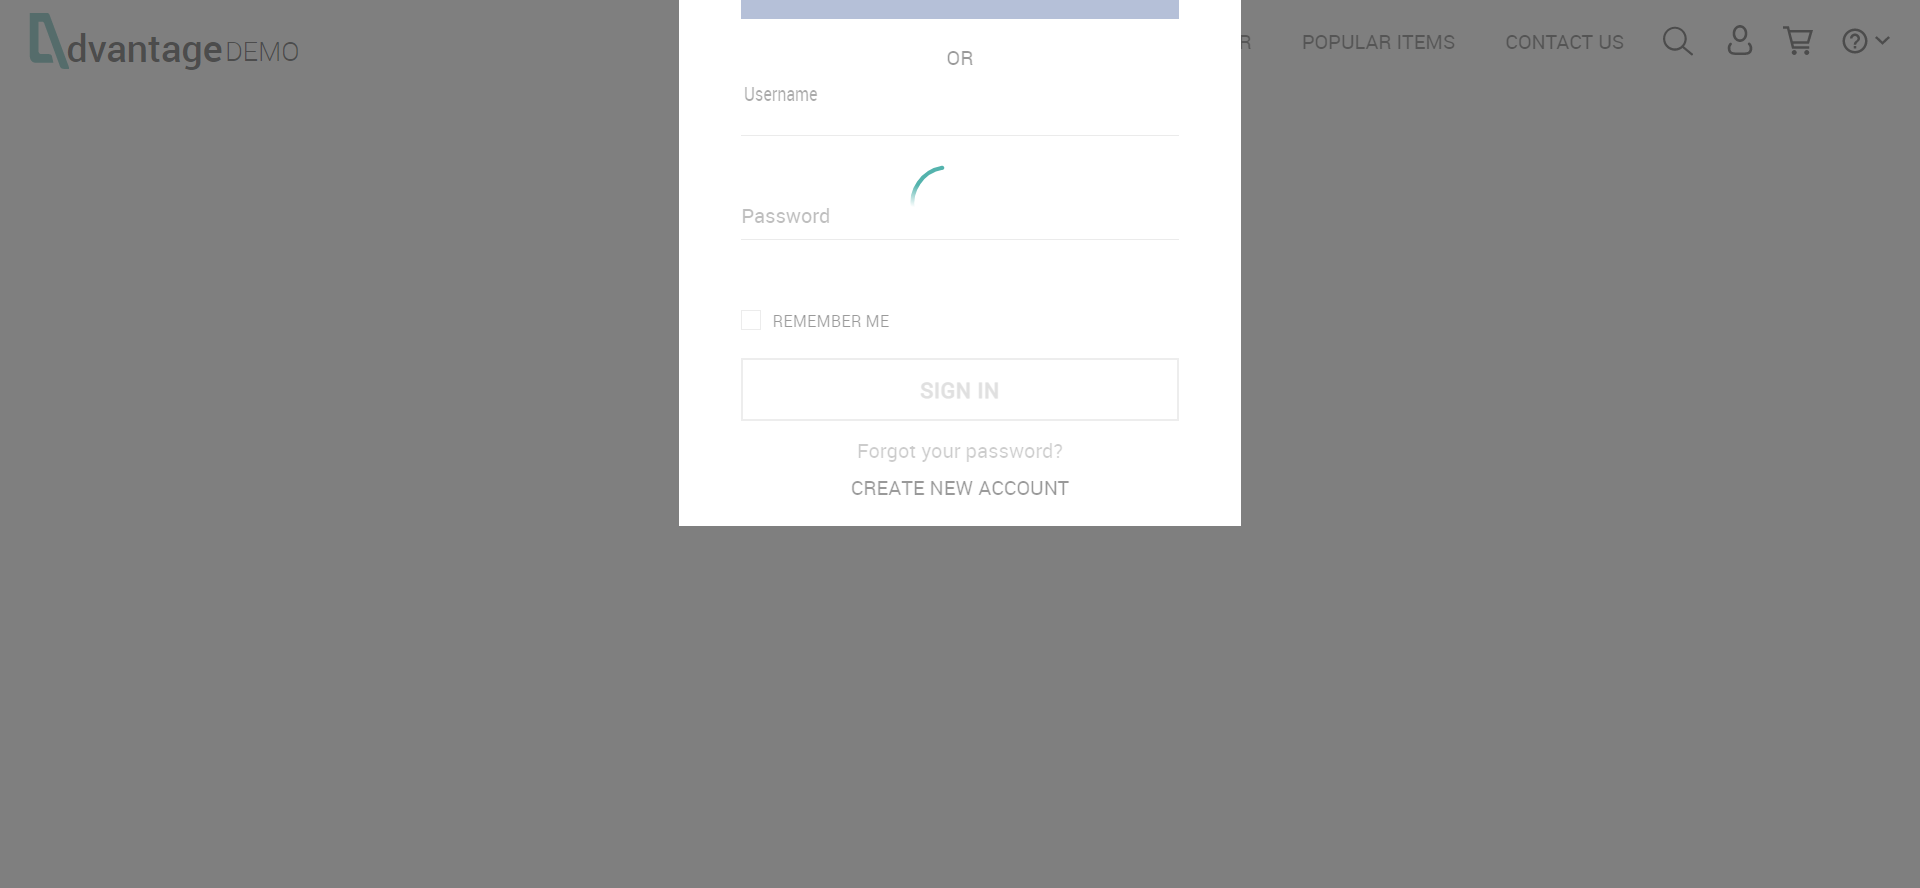 dvantage DEMO
R
POPULAR ITEMS
CONTACT US
OR
Username
Password
REMEMBER ME
SIGN IN
Forgot your password?
CREATE NEW ACCOUNT